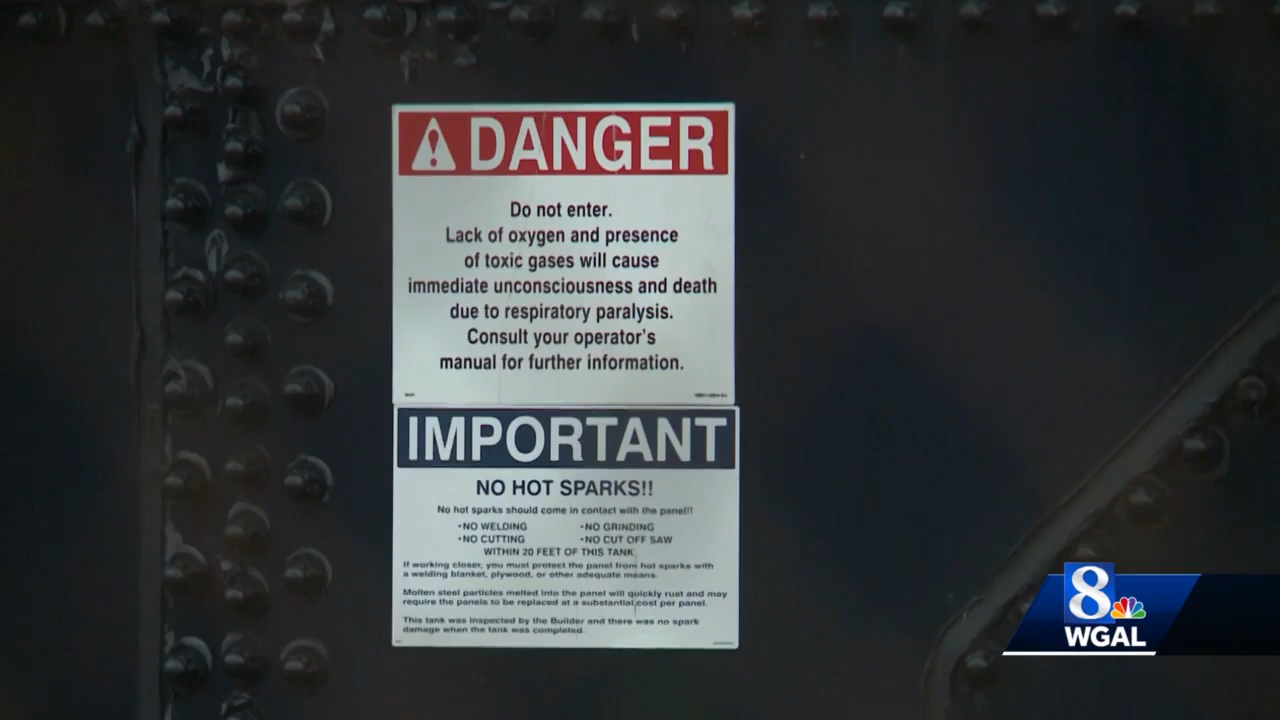 DANGER
Do not enter.
Lack of oxygen and presence
of toxic gases will cause
immediate unconsciousness and death
due to respiratory paralysis.
Consult your operator's
manual for further information.
IMPORTANT
NO HOT SPARKS!!
No hot sparks should come in contact with the panel!!
•NO WELDING •NO GRINDING
•NO CUTTING •NO CUT OFF SAW
WITHIN 20 FEET OF THIS TANK
If working closer, you must protect the panel from hot sparks with
a welding blanket, plywood, or other adequate means.
Molten steel particles melted into the panel will quickly rust and may
require the panels to be replaced at a substantial cost per panel.
This tank was inspected by the Builder and there was no spark
damage when the tank was completed.
8
WGAL